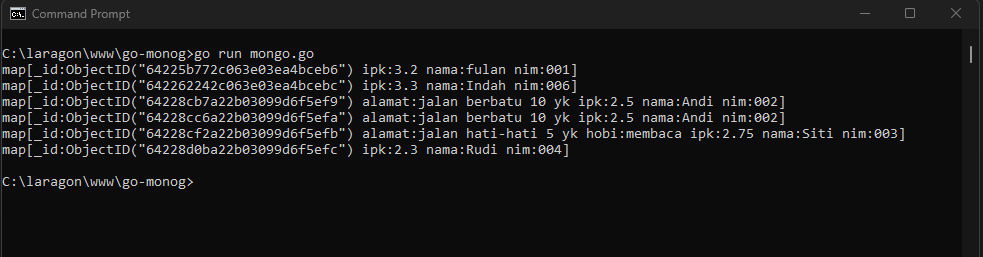 Command Prompt
C:\laragon\www\go-monog>go run mongo.go
map[_id:ObjectID("64225b772c063e03ea4bceb6") ipk:3.2 nama:fulan nim:001]
map[_id:ObjectID("642262242c063e03ea4bcebc") ipk:3.3 nama:Indah nim:006]
map[_id:ObjectID("64228cb7a22b03099d6f5ef9") alamat:jalan berbatu 10 yk ipk:2.5 nama:Andi nim:002]
map[_id:ObjectID("64228cc6a22b03099d6f5efa") alamat:jalan berbatu 10 yk ipk:2.5 nama:Andi nim:002]
map[_id:ObjectID("64228cf2a22b03099d6f5efb") alamat:jalan hati-hati 5 yk hobi:membaca ipk:2.75 nama:Siti nim:003]
map[_id:ObjectID("64228d0ba22b03099d6f5efc") ipk:2.3 nama:Rudi nim:004]
C:\laragon\www\go-monog>